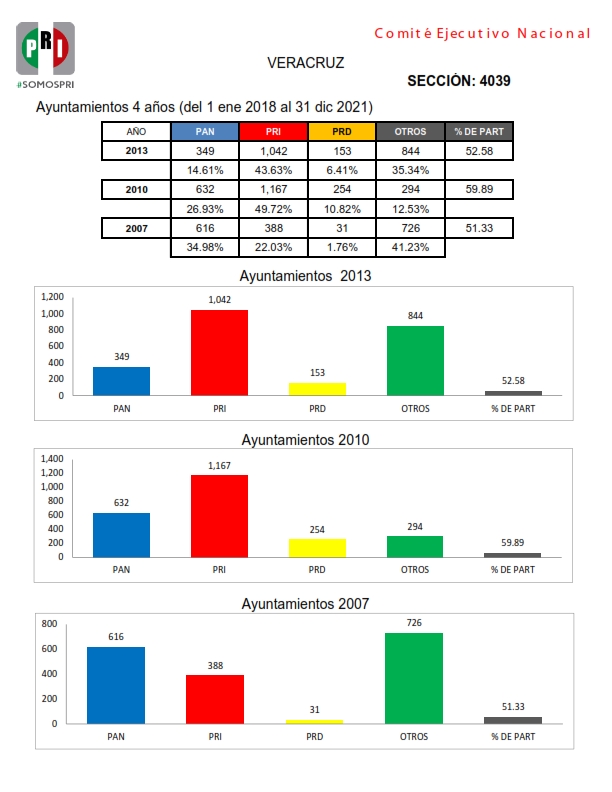 Comité Ejecutivo Nacional
PRI
#SOMOSPRI
VERACRUZ
SECCIÓN: 4039
Ayuntamientos 4 años (del 1 ene 2018 al 31 dic 2021)
AÑO PAN PRI PRD OTROS % DE PART
2013 349 1,042 153 844 52.58
14.61% 43.63% 6.41% 35.34%
2010 632 1,167 254 294 59.89
26.93% 49.72% 10.82% 12.53%
2007 616 388 31 726 51.33
34.98% 22.03% 1.76% 41.23%
Ayuntamientos 2013
1,200
1,000
800
600
400
200
0
349 1,042 153 844 52.58
PAN PRI PRD OTROS % DE PART
Ayuntamientos 2010
1,400
1,200
1,000
800
600
400
200
0
632 1,167 254 294 59.89
PAN PRI PRD OTROS % DE PART
Ayuntamientos 2007
800
600
400
200
0
616 388 31 726 51.33
PAN PRI PRD OTROS % DE PART